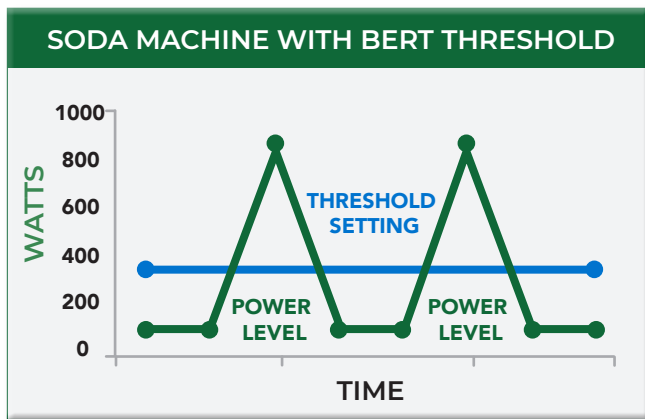 SODA MACHINE WITH BERT THRESHOLD
1000
800
600
400
200
0
WATTS
THRESHOLD
SETTING
POWER
LEVEL
POWER
LEVEL
TIME